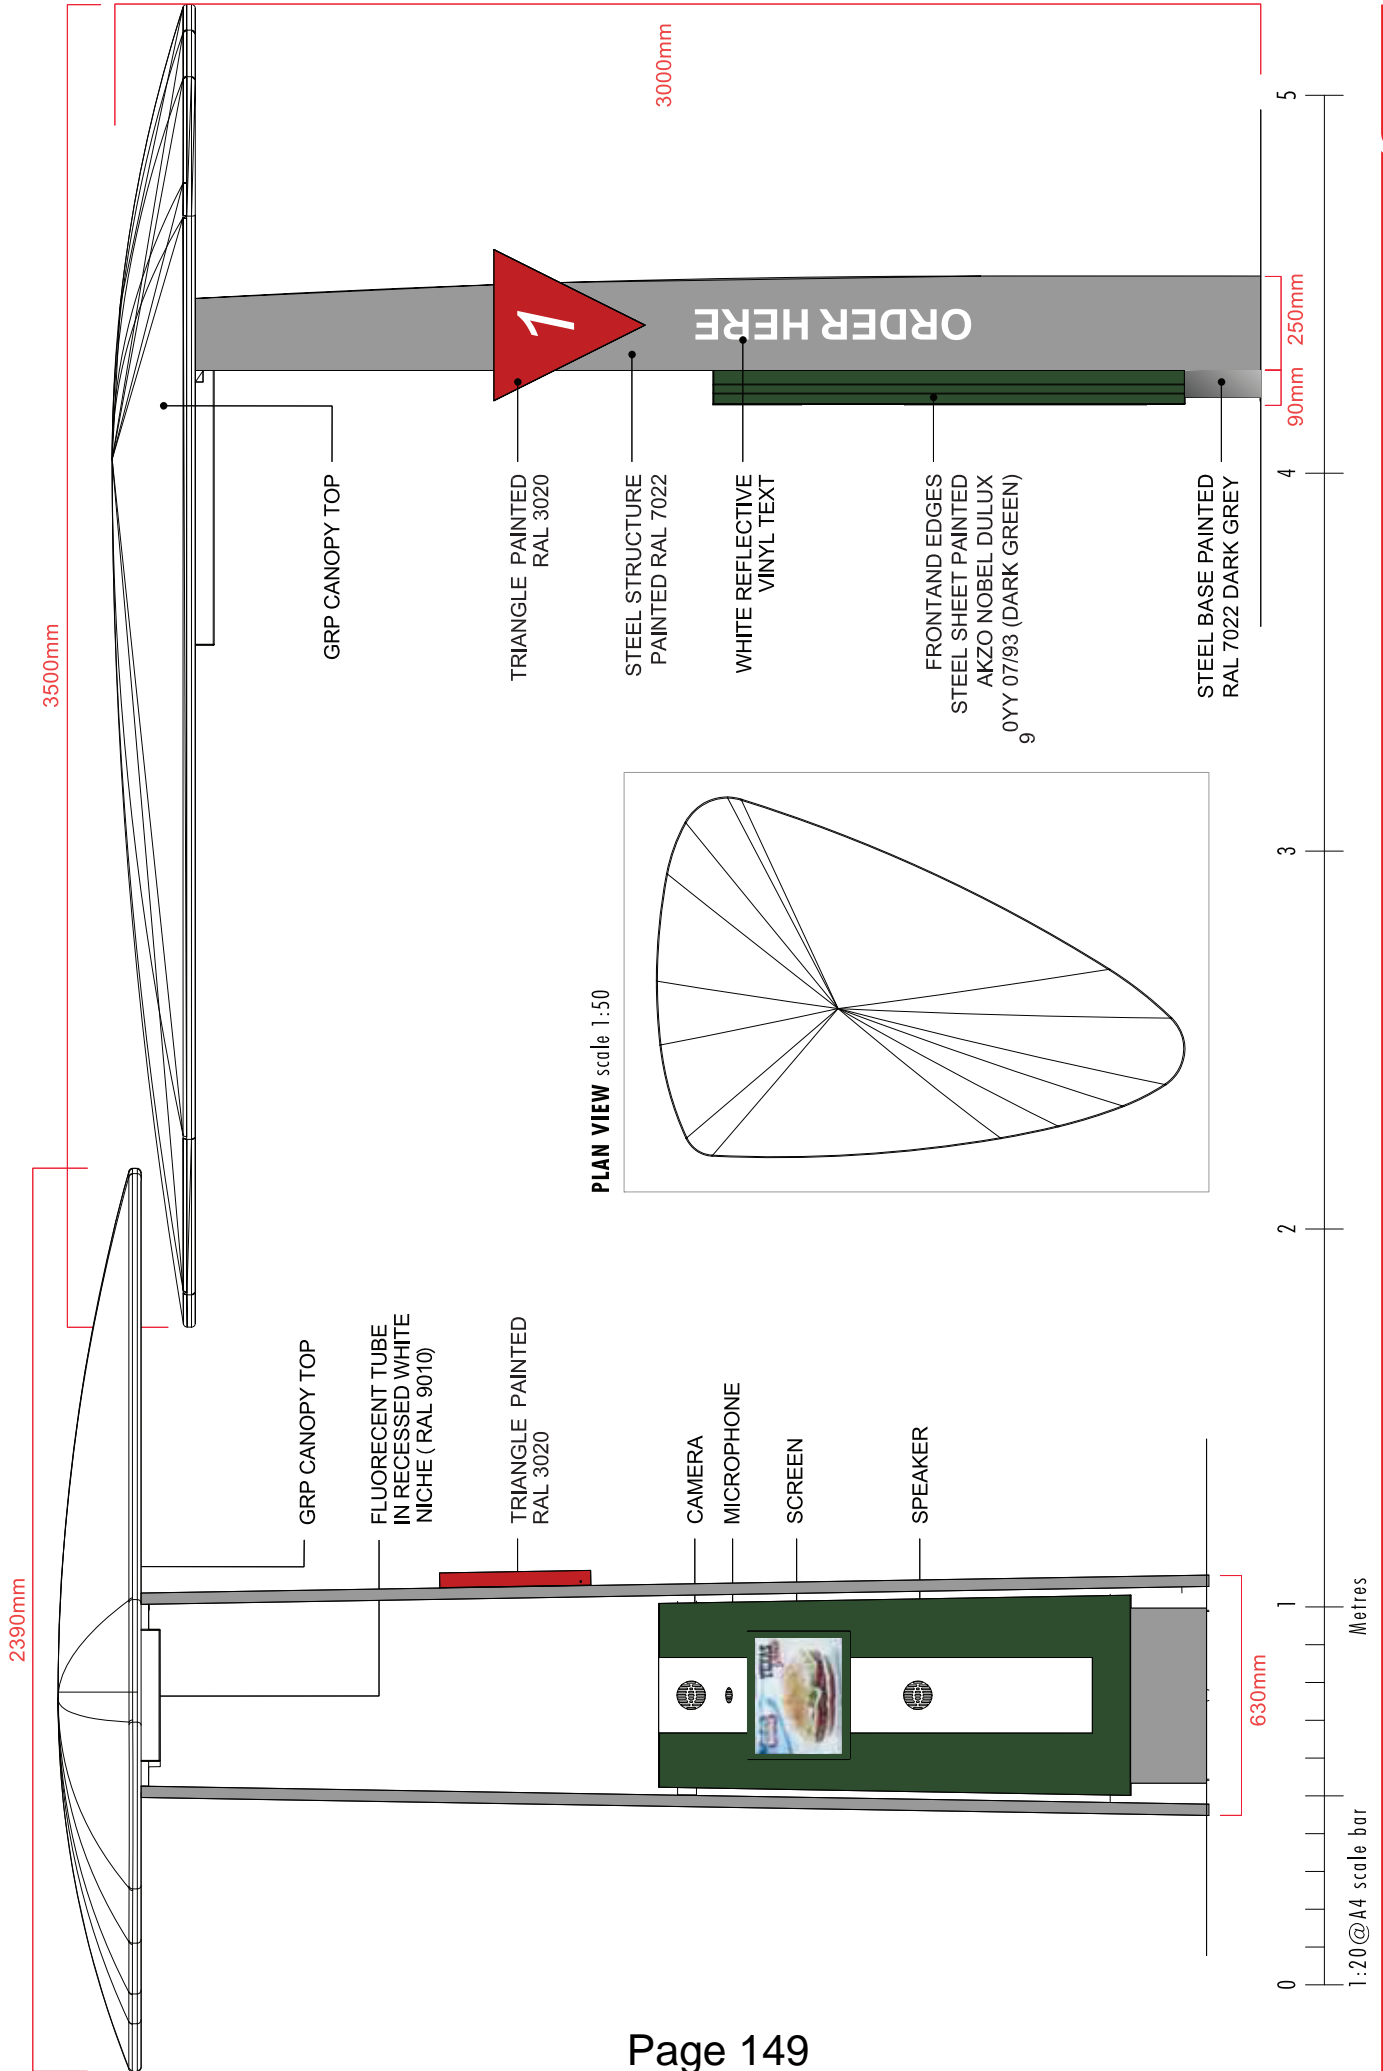 2390mm
GRP CANOPY TOP
FLUORECENT TUBE
IN RECESSED WHITE
NICHE ( RAL 9010)
TRIANGLE PAINTED
RAL 3020
CAMERA
MICROPHONE
SCREEN
SPEAKER
630mm
3500mm
3000mm
GRP CANOPY TOP
TRIANGLE PAINTED
RAL 3020
1
STEEL STRUCTURE
PAINTED RAL 7022
ORDER HERE
WHITE REFLECTIVE
VINYL TEXT
FRONTAND EDGES
STEEL SHEET PAINTED
AKZO NOBEL DULUX
0YY 07/93 (DARK GREEN)
9
STEEL BASE PAINTED
RAL 7022 DARK GREY
90mm
250mm
PLAN VIEW scale 1:50
0 1 2 3 4 5
1:20@A4 scale bar
Metres
Page 149